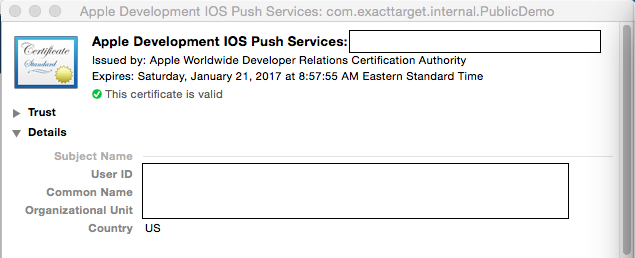 Apple Development IOS Push Services: com.exacttarget.internal.PublicDemo
Certificate
Standard
Apple Development IOS Push Services:
Issued by: Apple Worldwide Developer Relations Certification Authority
Expires: Saturday, January 21, 2017 at 8:57:55 AM Eastern Standard Time
This certificate is valid
Trust
Details
Subject Name
User ID
Common Name
Organizational Unit
Country US